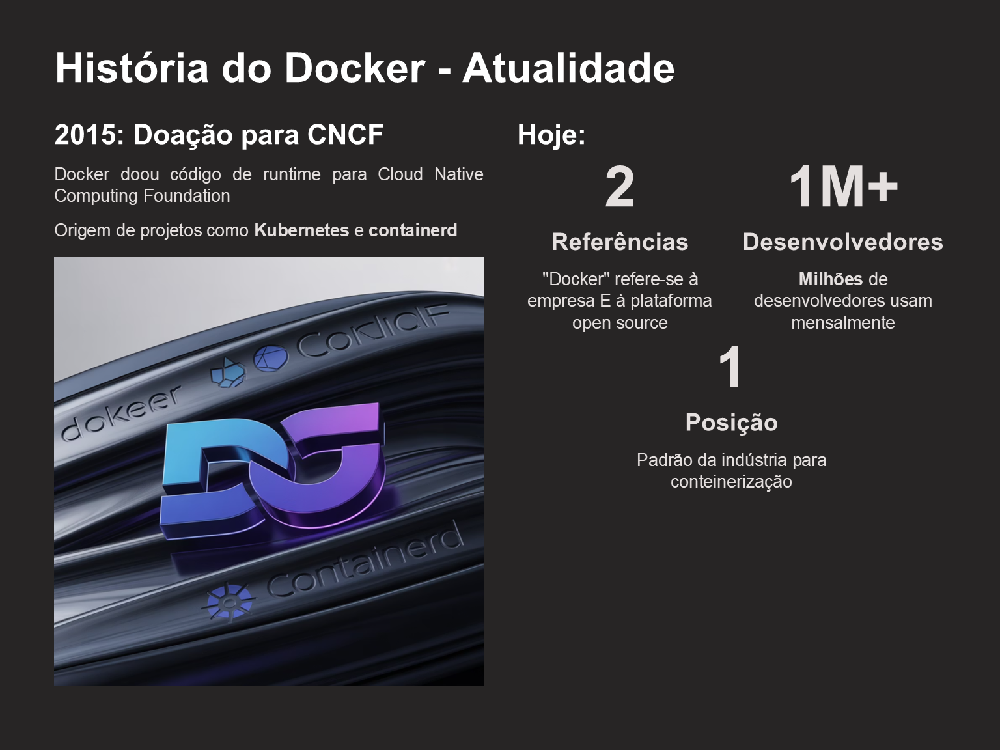 História do Docker - Atualidade
2015: Doação para CNCF
Docker doou código de runtime para Cloud Native
Computing Foundation
Origem de projetos como Kubernetes e containerd
dokeer
Contained
Hoje:
2
Referências
"Docker" refere-se à
empresa E à plataforma
open source
1M+
Desenvolvedores
Milhões de
desenvolvedores usam
mensalmente
1
Posição
Padrão da indústria para
conteinerização